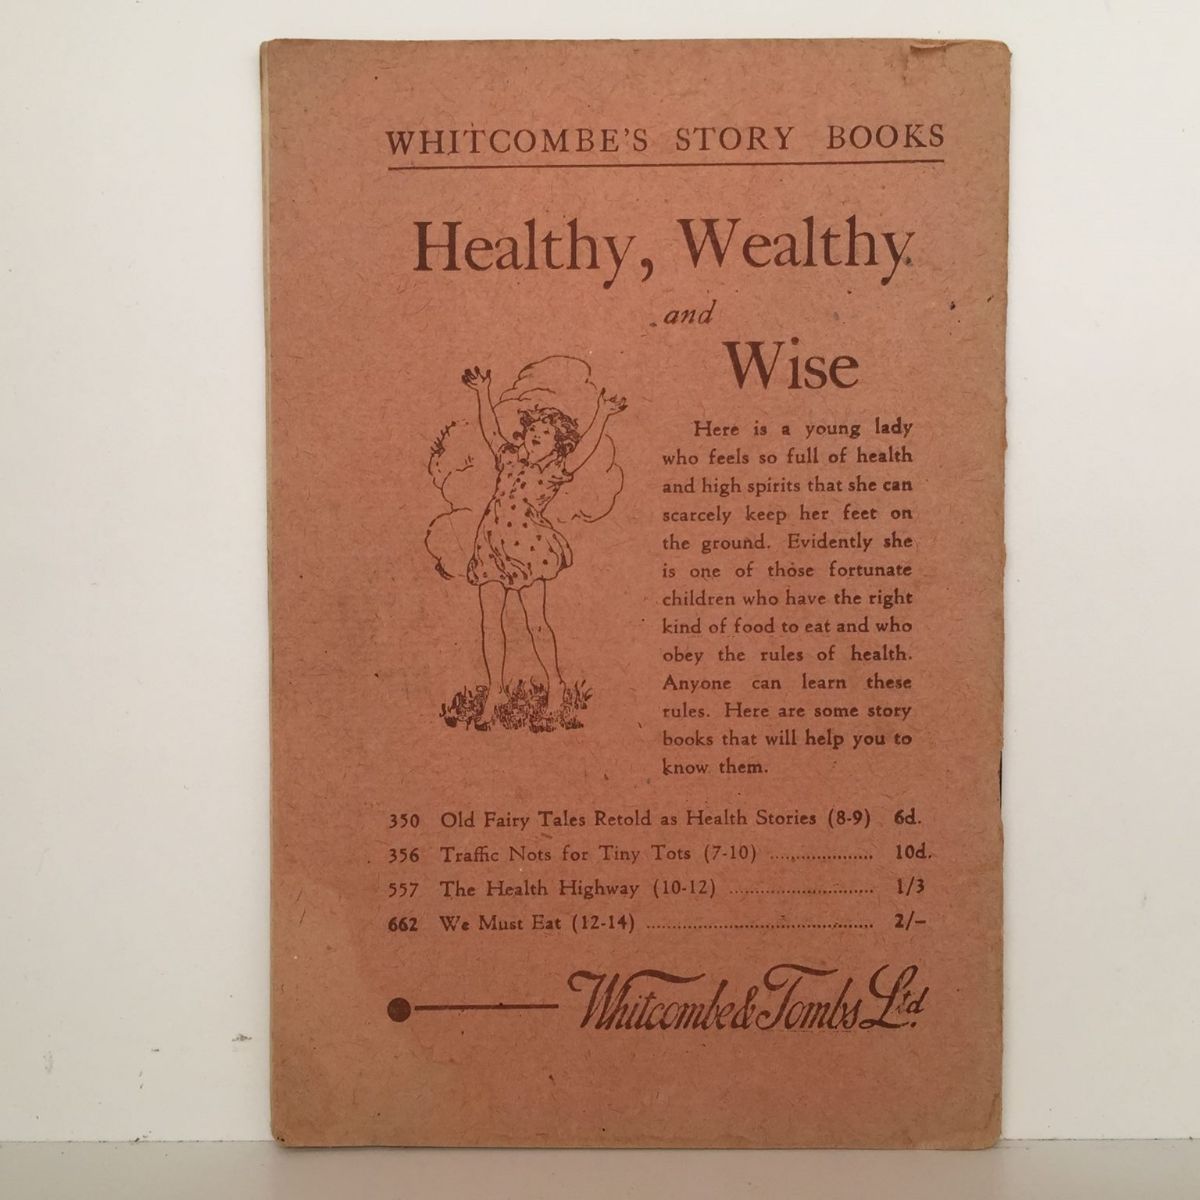 WHITCOMBE'S STORY BOOKS
Healthy, Wealthy
and
Wise
Here is a young lady
who feels so full of health
and high spirits that she can
scarcely keep her feet on
the ground. Evidently she
is one of those fortunate
children who have the right
kind of food to eat and who
obey the rules of health.
Anyone can learn these
rules. Here are some story
books that will help you to
know them.
350 Old Fairy Tales Retold as Health Stories (8-9) 6d.
356 Traffic Nots for Tiny Tots (7-10) .................... 10d.
557 The Health Highway (10-12) ............................ 1/3
662 We Must Eat (12-14) ............................................ 2/–
Whitcombe & Tombs Ltd.